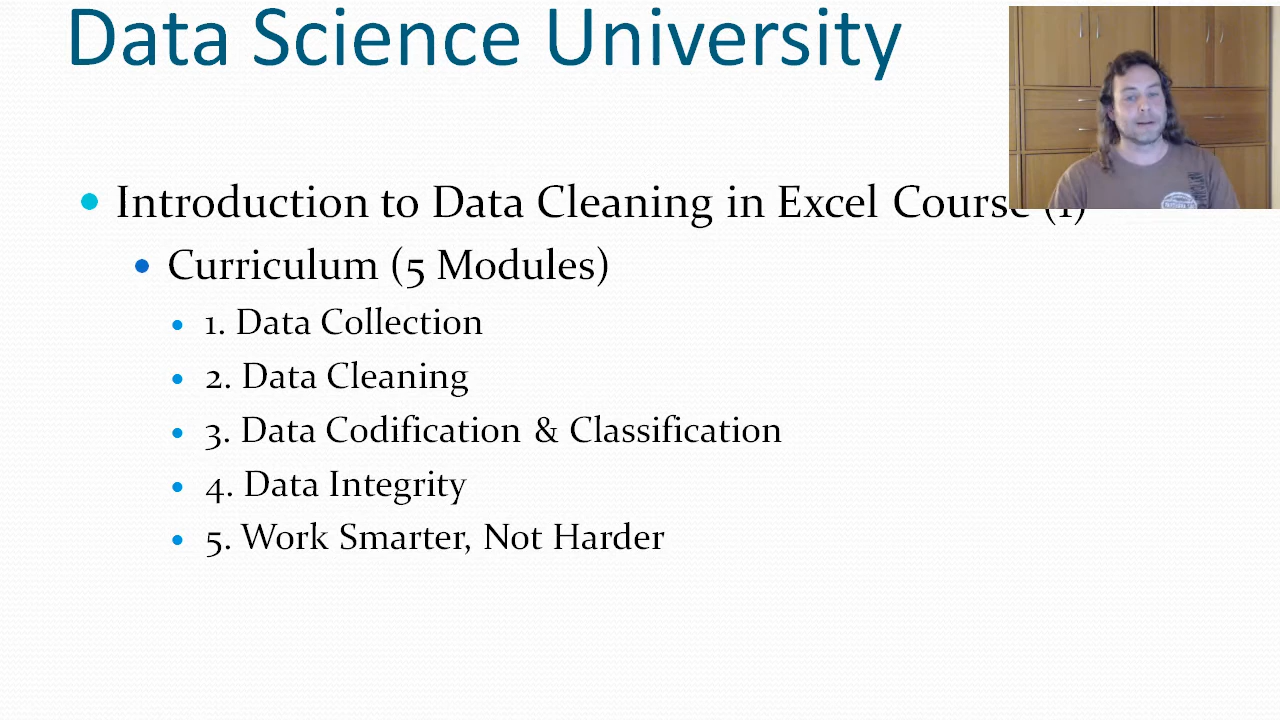 Data Science University
Introduction to Data Cleaning in Excel Course (1)
Curriculum (5 Modules)
1. Data Collection
2. Data Cleaning
3. Data Codification & Classification
4. Data Integrity
5. Work Smarter, Not Harder